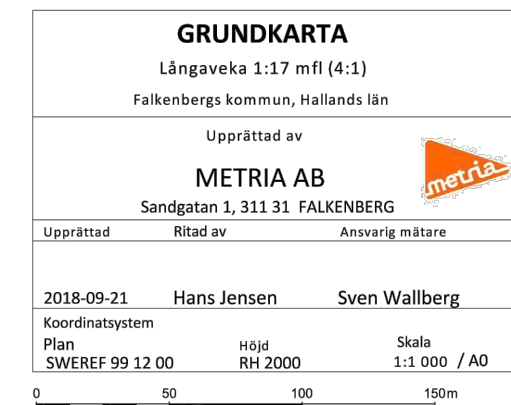 GRUNDKARTA
Långaveka 1:17 mfl (4:1)
Falkenbergs kommun, Hallands län
Upprättad av
METRIA AB
metria
Sandgatan 1, 311 31 FALKENBERG
Upprättad Ritad av Ansvarig mätare
2018-09-21 Hans Jensen Sven Wallberg
Koordinatsystem
Plan Höjd Skala
SWEREF 99 12 00 RH 2000 1:1 000 / A0
0 50 100 150m